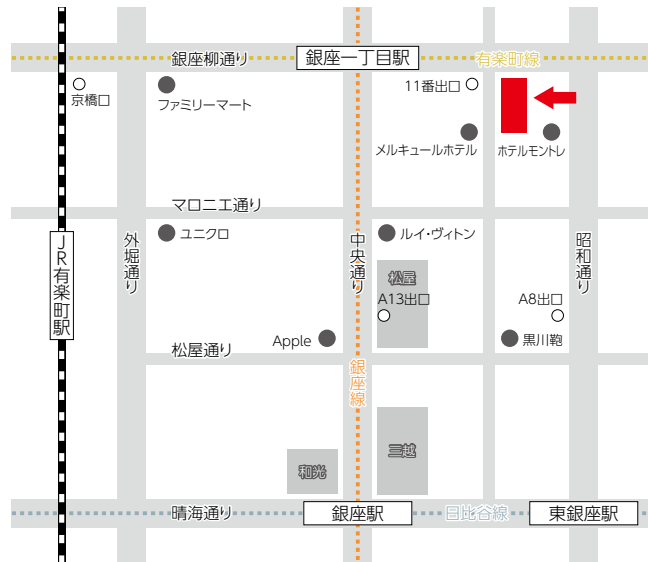 銀座柳通り
銀座一丁目駅
有楽町線
京橋口
ファミリーマート
11番出口
メルキュールホテル
ホテルモントレ
マロニエ通り
ユニクロ
ルイ・ヴィトン
JR有楽町駅
外堀通り
中央通り
昭和通り
松屋
A13出口
A8出口
Apple
黒川鞄
松屋通り
銀座線
三越
和光
晴海通り
銀座駅
日比谷線
東銀座駅